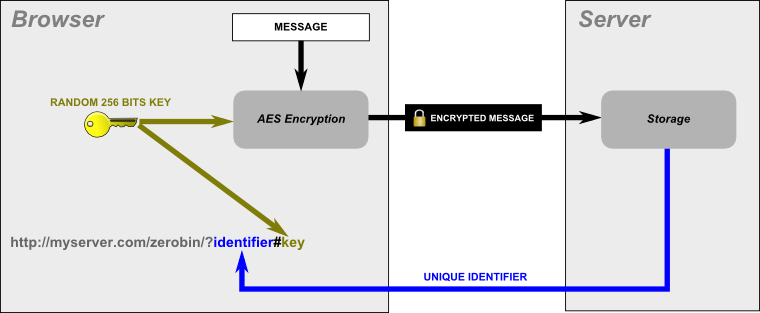 Browser
Server
MESSAGE
RANDOM 256 BITS KEY
AES Encryption
ENCRYPTED MESSAGE
Storage
http://myserver.com/zerobin/?identifier#key
UNIQUE IDENTIFIER